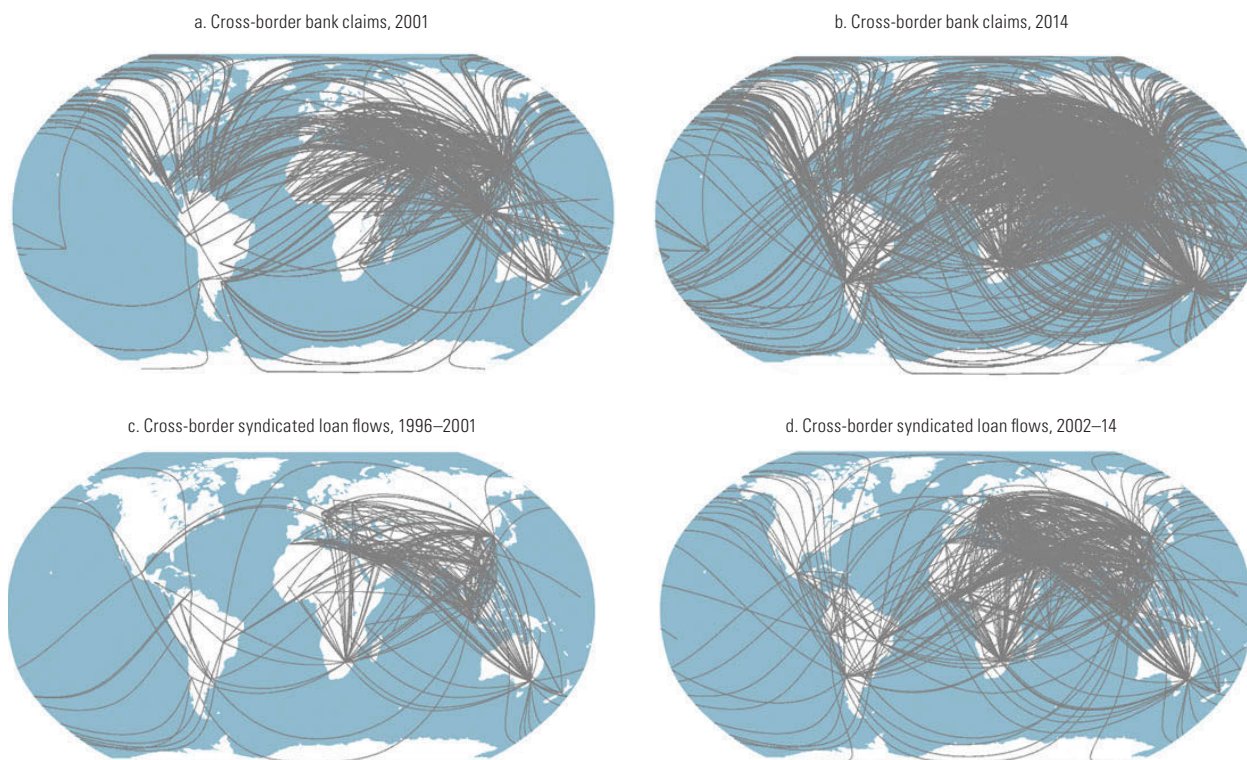 a. Cross-border bank claims, 2001
b. Cross-border bank claims, 2014
c. Cross-border syndicated loan flows, 1996–2001
d. Cross-border syndicated loan flows, 2002–14